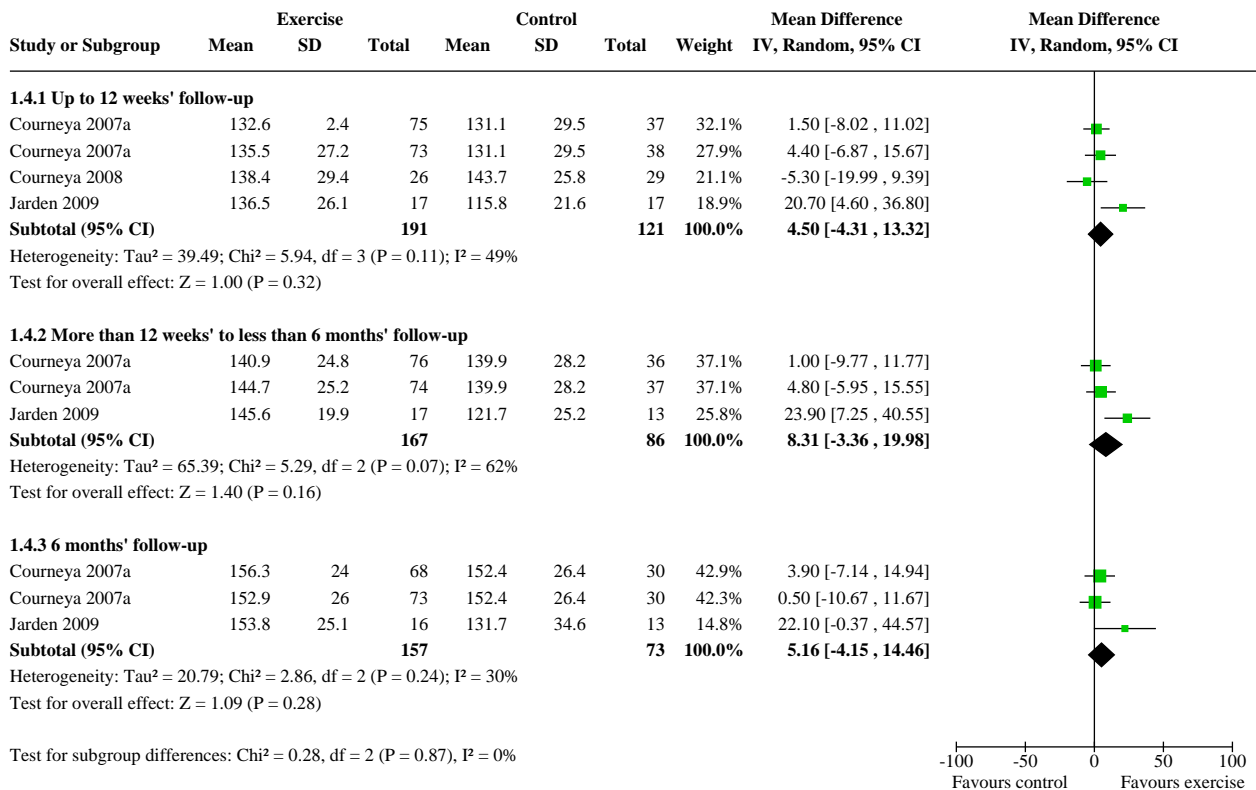 Exercise Control Mean Difference Mean Difference
Study or Subgroup Mean SD Total Mean SD Total Weight IV, Random, 95% CI IV, Random, 95% CI
1.4.1 Up to 12 weeks' follow-up
Courneya 2007a 132.6 2.4 75 131.1 29.5 37 32.1% 1.50 [-8.02 , 11.02]
Courneya 2007a 135.5 27.2 73 131.1 29.5 38 27.9% 4.40 [-6.87 , 15.67]
Courneya 2008 138.4 29.4 26 143.7 25.8 29 21.1% -5.30 [-19.99 , 9.39]
Jarden 2009 136.5 26.1 17 115.8 21.6 17 18.9% 20.70 [4.60 , 36.80]
Subtotal (95% CI) 191 121 100.0% 4.50 [-4.31 , 13.32]
Heterogeneity: Tau² = 39.49; Chi² = 5.94, df = 3 (P = 0.11); I² = 49%
Test for overall effect: Z = 1.00 (P = 0.32)
1.4.2 More than 12 weeks' to less than 6 months' follow-up
Courneya 2007a 140.9 24.8 76 139.9 28.2 36 37.1% 1.00 [-9.77 , 11.77]
Courneya 2007a 144.7 25.2 74 139.9 28.2 37 37.1% 4.80 [-5.95 , 15.55]
Jarden 2009 145.6 19.9 17 121.7 25.2 13 25.8% 23.90 [7.25 , 40.55]
Subtotal (95% CI) 167 86 100.0% 8.31 [-3.36 , 19.98]
Heterogeneity: Tau² = 65.39; Chi² = 5.29, df = 2 (P = 0.07); I² = 62%
Test for overall effect: Z = 1.40 (P = 0.16)
1.4.3 6 months' follow-up
Courneya 2007a 156.3 24 68 152.4 26.4 30 42.9% 3.90 [-7.14 , 14.94]
Courneya 2007a 152.9 26 73 152.4 26.4 30 42.3% 0.50 [-10.67 , 11.67]
Jarden 2009 153.8 25.1 16 131.7 34.6 13 14.8% 22.10 [-0.37 , 44.57]
Subtotal (95% CI) 157 73 100.0% 5.16 [-4.15 , 14.46]
Heterogeneity: Tau² = 20.79; Chi² = 2.86, df = 2 (P = 0.24); I² = 30%
Test for overall effect: Z = 1.09 (P = 0.28)
Test for subgroup differences: Chi² = 0.28, df = 2 (P = 0.87), I² = 0%
-100 -50 0 50 100
Favours control Favours exercise